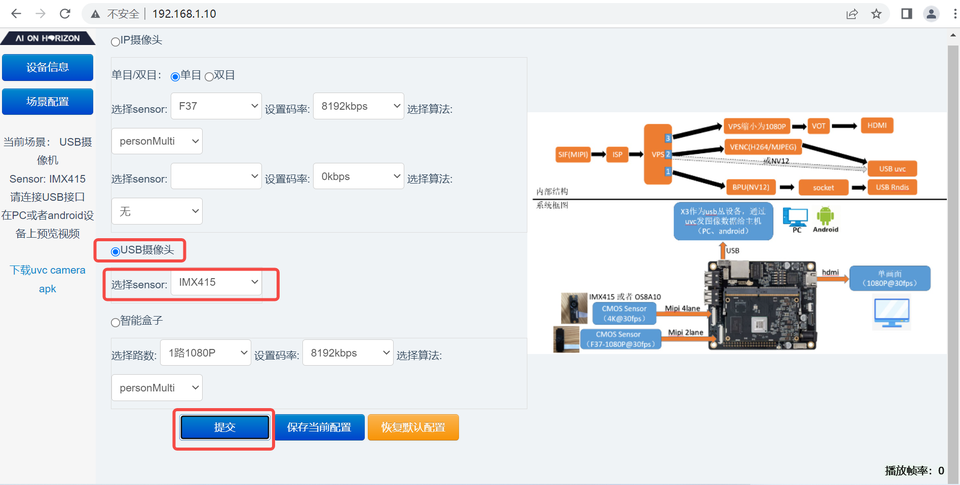 不安全 192.168.1.10
AI ON HORIZON
设备信息
场景配置
当前场景： USB摄
像机
Sensor: IMX415
请连接USB接口
在PC或者android设
备上预览视频
下载uvc camera
apk
IP摄像头
单目/双目： 单目 双目
选择sensor: F37 设置码率: 8192kbps 选择算法:
personMulti
选择sensor: 设置码率: 0kbps 选择算法:
无
USB摄像头
选择sensor: IMX415
智能盒子
选择路数: 1路1080P 设置码率: 8192kbps 选择算法:
personMulti
提交 保存当前配置 恢复默认配置
SIF(MIPI) ISP VPS 3 2 1
VPS缩小为1080P VOT HDMI
VENC(H264/MJPEG)
或NV12
USB uvc
BPU(NV12) socket USB Rndis
内部结构
系统框图
X3作为usb从设备，通过
uvc发图像数据给主机
（PC、android）
PC Android
USB
IMX415 或者 OS8A10
CMOS Sensor
(4K@30fps)
Mipi 4lane
CMOS Sensor
(F37-1080P@30fps)
Mipi 2lane
hdmi
单画面
(1080P@30fps)
播放帧率：0